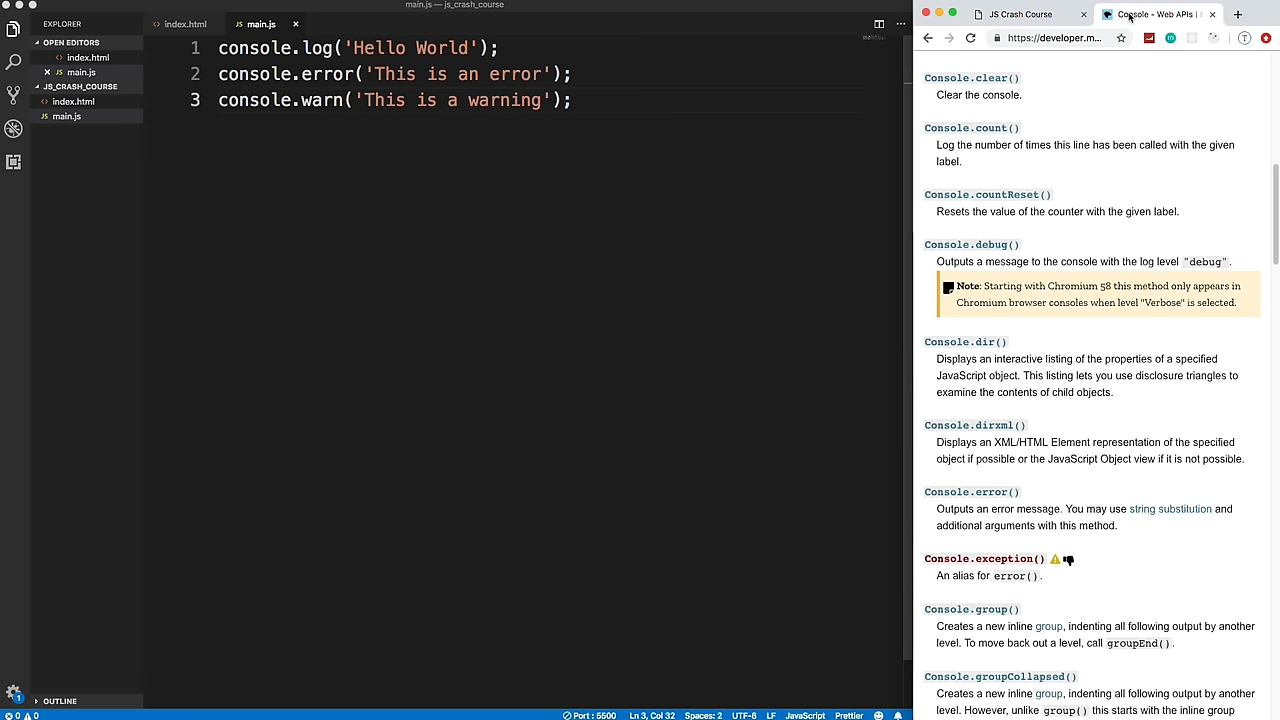 main.js — js_crash_course
EXPLORER
OPEN EDITORS
index.html
JS main.js
JS_CRASH_COURSE
index.html
JS main.js
OUTLINE
1
index.html
JS main.js
1 console.log('Hello World');
2 console.error('This is an error');
3 console.warn('This is a warning');
0 0
Port : 5500
Ln 3, Col 32
Spaces: 2
UTF-8
LF
JavaScript
Prettier
JS Crash Course
Console - Web APIs |
https://developer.m...
T
Console.clear()
Clear the console.
Console.count()
Log the number of times this line has been called with the given
label.
Console.countReset()
Resets the value of the counter with the given label.
Console.debug()
Outputs a message to the console with the log level "debug".
Note: Starting with Chromium 58 this method only appears in
Chromium browser consoles when level "Verbose" is selected.
Console.dir()
Displays an interactive listing of the properties of a specified
JavaScript object. This listing lets you use disclosure triangles to
examine the contents of child objects.
Console.dirxml()
Displays an XML/HTML Element representation of the specified
object if possible or the JavaScript Object view if it is not possible.
Console.error()
Outputs an error message. You may use string substitution and
additional arguments with this method.
Console.exception()
An alias for error().
Console.group()
Creates a new inline group, indenting all following output by another
level. To move back out a level, call groupEnd().
Console.groupCollapsed()
Creates a new inline group, indenting all following output by another
level. However, unlike group() this starts with the inline group